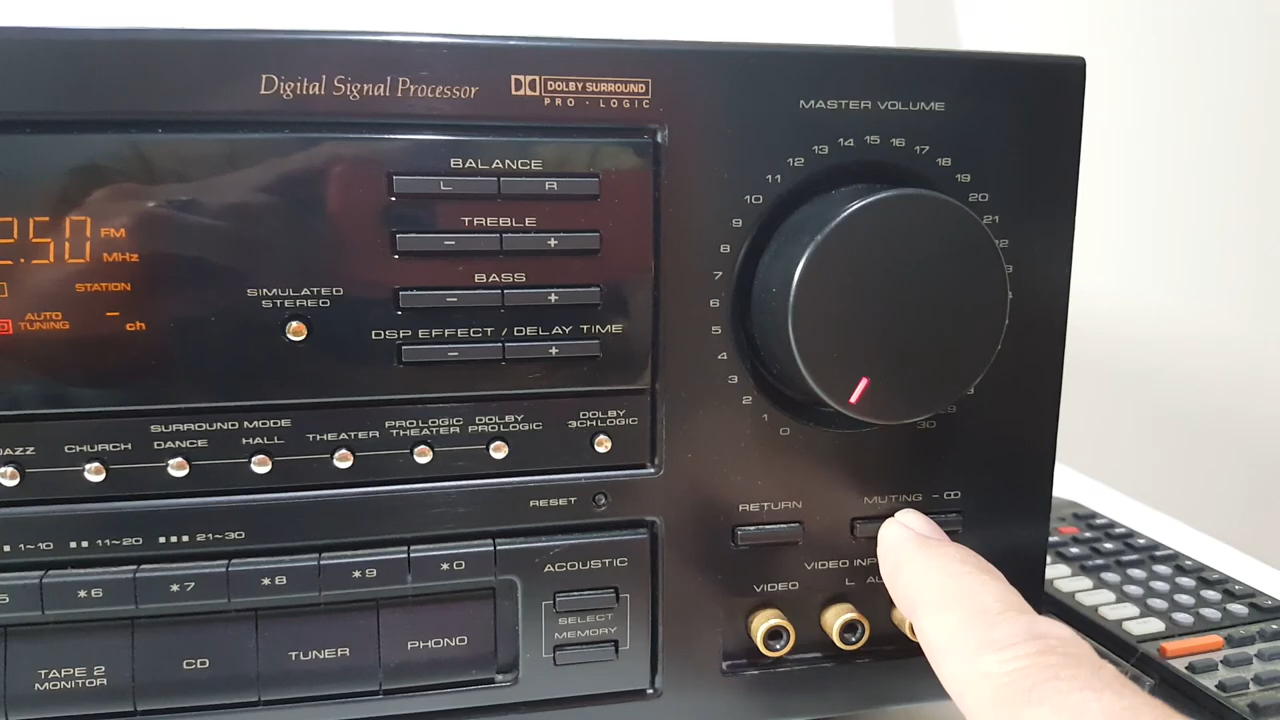 Digital Signal Processor
DOLBY SURROUND
PRO · LOGIC
MASTER VOLUME
0 1 2 3 4 5 6 7 8 9 10 11 12 13 14 15 16 17 18 19 20 21
30
BALANCE
L R
TREBLE
− +
BASS
− +
DSP EFFECT / DELAY TIME
− +
2.50 FM
MHz
STATION
AUTO
TUNING
ch
SIMULATED
STEREO
SURROUND MODE
JAZZ CHURCH DANCE HALL THEATER
PRO LOGIC
THEATER
DOLBY
PRO LOGIC
DOLBY
3CH LOGIC
RESET
RETURN
MUTING −∞
1~10 11~20 21~30
5 *6 *7 *8 *9 *0
ACOUSTIC
SELECT
MEMORY
TAPE 2
MONITOR
CD
TUNER
PHONO
VIDEO
L